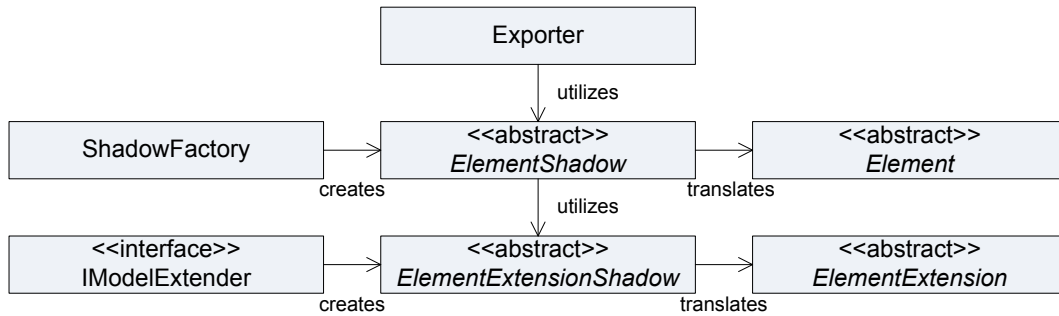 Exporter
utilizes
ShadowFactory
creates
<<abstract>>
ElementShadow
translates
<<abstract>>
Element
utilizes
<<interface>>
IModelExtender
creates
<<abstract>>
ElementExtensionShadow
translates
<<abstract>>
ElementExtension